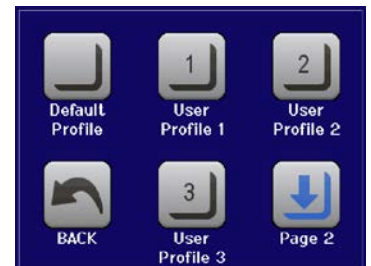 1
2
Default
Profile
User
Profile 1
User
Profile 2
3
BACK
User
Profile 3
Page 2